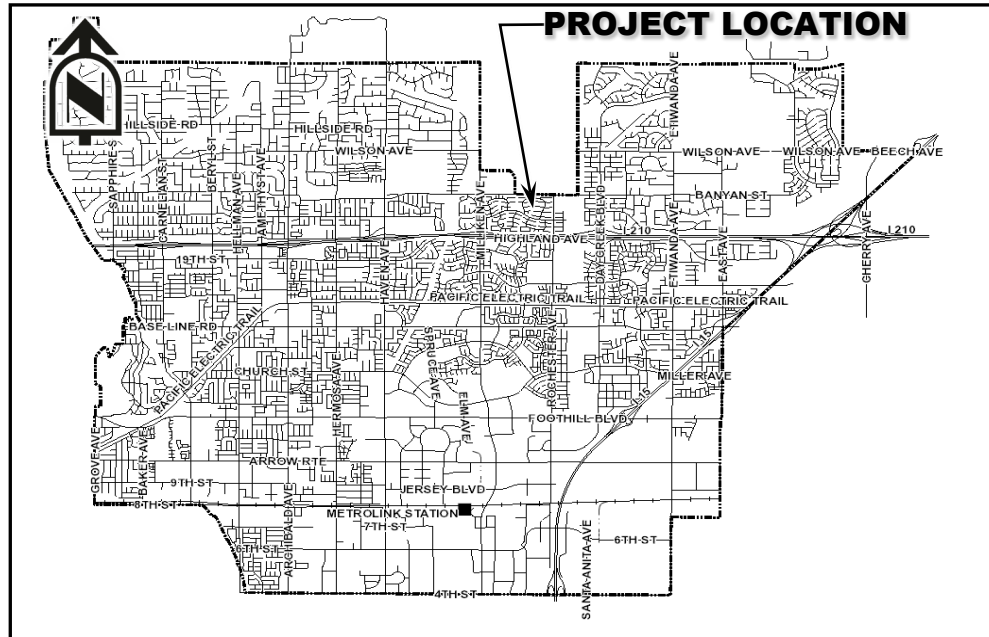 PROJECT LOCATION
N
HILLSIDE RD
HILLSIDE RD
WILSON AVE
WILSON AVE
WILSON AVE
BEECH AVE
ETIWANDA AVE
SAPPHIRE S
CARNELIAN ST
BERYL ST
HELLMAN AVE
AMETHYST AVE
BANYAN ST
MILLIKEN AVE
DAY CREEK BLVD
HIGHLAND AVE
I-210
I-210
19TH ST
HAVEN AVE
ETIWANDA AVE
EAST AVE
CHERRY AVE
PACIFIC ELECTRIC TRAIL
PACIFIC ELECTRIC TRAIL
BASE LINE RD
PACIFIC ELECTRIC TRAIL
SPRUCE AVE
ROCHESTER AVE
I-15
CHURCH ST
MILLER AVE
HERMOSA AVE
ELM AVE
I-15
FOOTHILL BLVD
GROVE AVE
BAKER AVE
ARROW RTE
9TH ST
JERSEY BLVD
8TH ST
METROLINK STATION
7TH ST
ARCHIBALD AVE
6TH ST
6TH ST
SANTA ANITA AVE
4TH ST